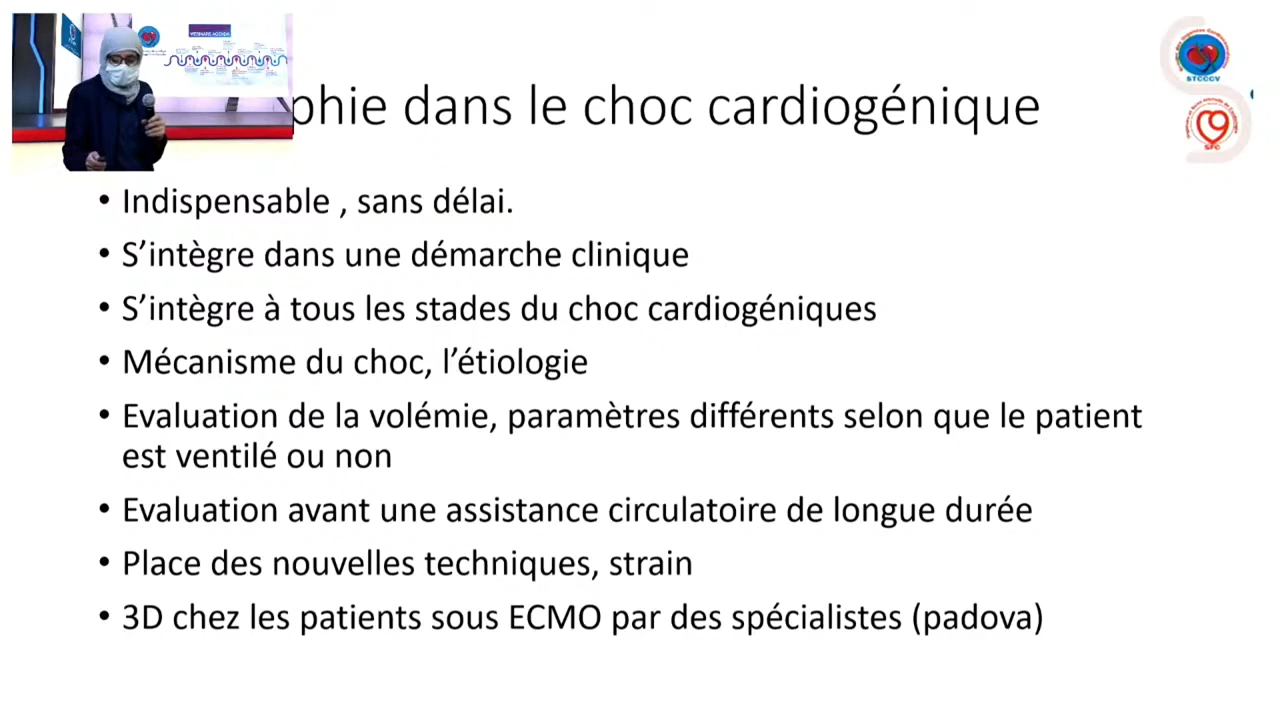 WEBINARE AGENDA
phie dans le choc cardiogénique
STCCCV
SFC
• Indispensable , sans délai.
• S’intègre dans une démarche clinique
• S’intègre à tous les stades du choc cardiogéniques
• Mécanisme du choc, l’étiologie
• Evaluation de la volémie, paramètres différents selon que le patient
est ventilé ou non
• Evaluation avant une assistance circulatoire de longue durée
• Place des nouvelles techniques, strain
• 3D chez les patients sous ECMO par des spécialistes (padova)